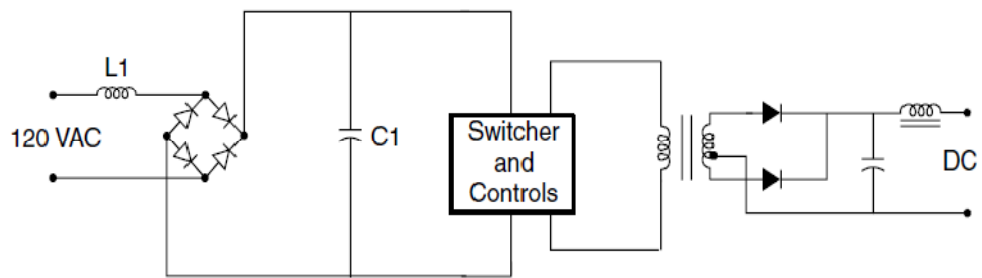 L1
120 VAC
C1
Switcher
and
Controls
DC